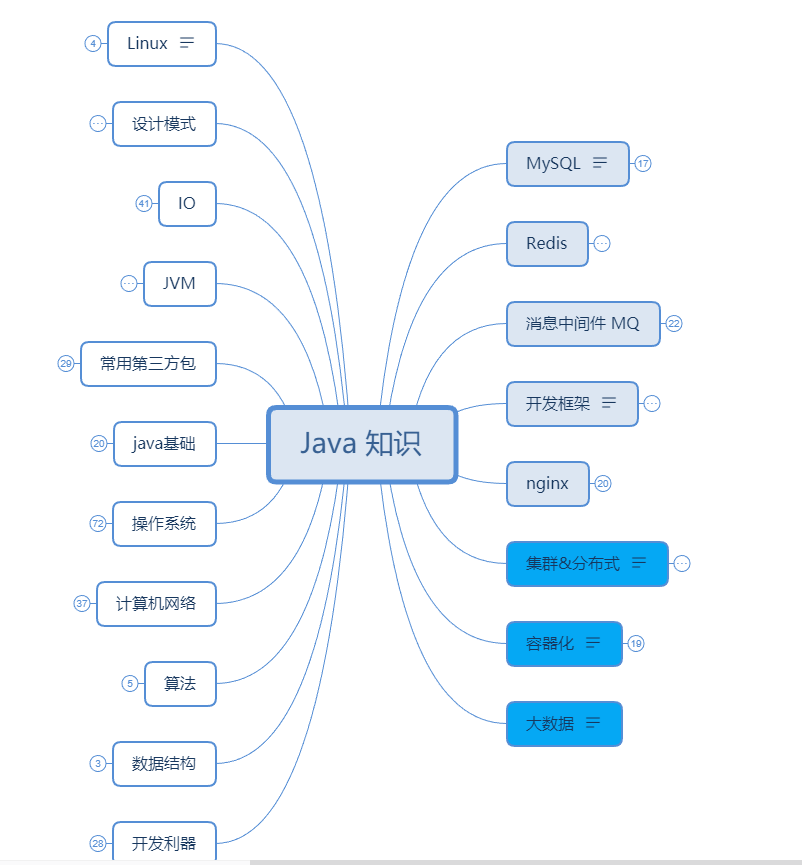 Linux
4
设计模式
IO
41
JVM
常用第三方包
29
java基础
20
操作系统
72
计算机网络
37
算法
5
数据结构
3
开发利器
28
Java 知识
MySQL
17
Redis
消息中间件 MQ
22
开发框架
nginx
20
集群&分布式
容器化
19
大数据